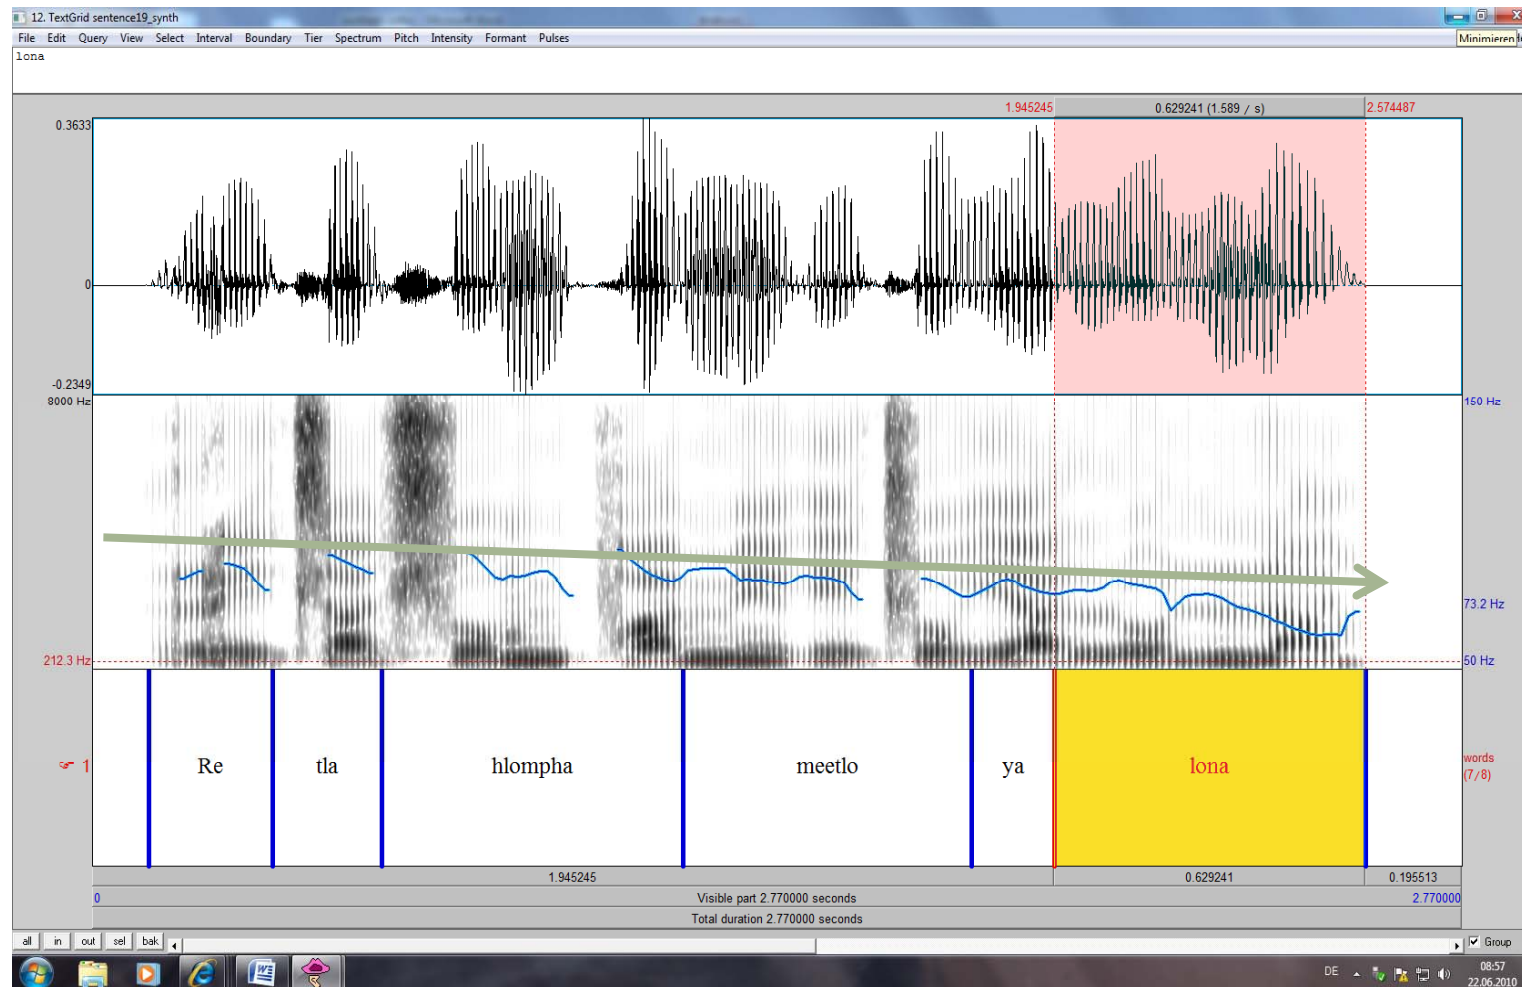 12. TextGrid sentence19_synth
File Edit Query View Select Interval Boundary Tier Spectrum Pitch Intensity Formant Pulses
Minimieren
lona
1.945245 0.629241 (1.589 / s) 2.574487
0.3633
0
-0.2349
8000 Hz 150 Hz
73.2 Hz
212.3 Hz 50 Hz
☞ 1 Re tla hlompha meetlo ya lona words
(7/8)
1.945245 0.629241 0.195513
0 Visible part 2.770000 seconds 2.770000
Total duration 2.770000 seconds
all in out sel bak Group
DE 08:57
22.06.2010